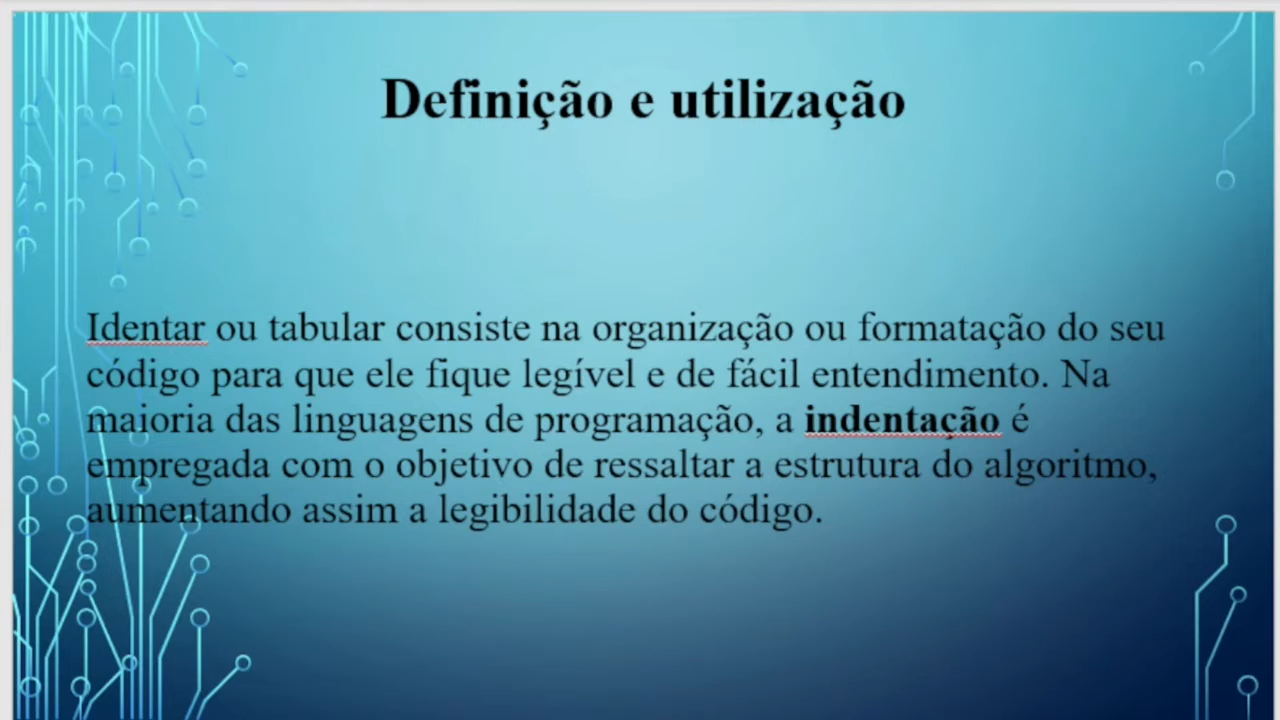 Definição e utilização
Identar ou tabular consiste na organização ou formatação do seu
código para que ele fique legível e de fácil entendimento. Na
maioria das linguagens de programação, a indentação é
empregada com o objetivo de ressaltar a estrutura do algoritmo,
aumentando assim a legibilidade do código.